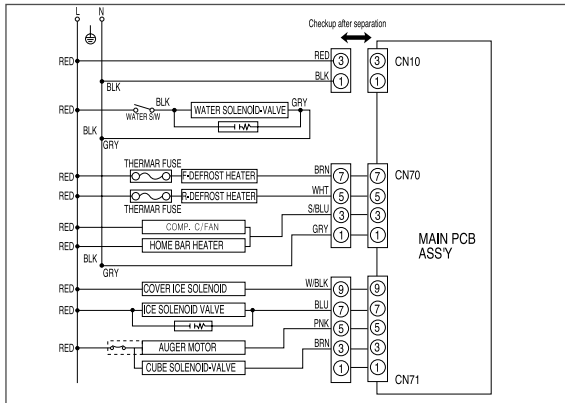 L N
Checkup after separation
RED RED 3 3 CN10
BLK 1 1
BLK
RED BLK WATER SOLENOID-VALVE GRY
WATER S/W
BLK
GRY
THERMAR FUSE
RED F-DEFROST HEATER BRN 7 7 CN70
RED R-DEFROST HEATER WHT 5 5
THERMAR FUSE
RED COMP. C/FAN S/BLU 3 3
RED HOME BAR HEATER GRY 1 1
MAIN PCB
ASS'Y
BLK
GRY
RED COVER ICE SOLENOID W/BLK 9 9
RED ICE SOLENOID VALVE BLU 7 7
PNK 5 5
RED AUGER MOTOR BRN 3 3
CUBE SOLENOID-VALVE 1 1
CN71